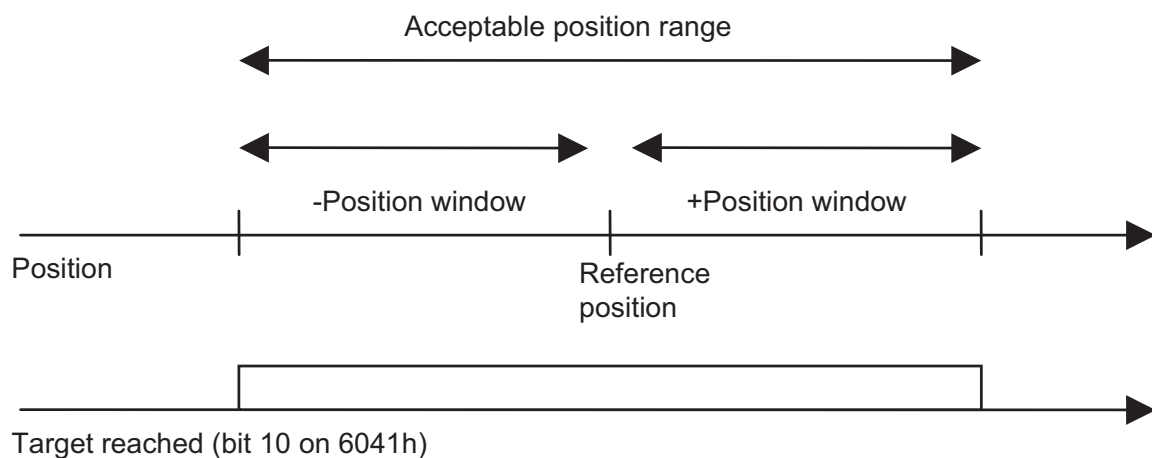 Acceptable position range
-Position window
+Position window
Position
Reference
position
Target reached (bit 10 on 6041h)